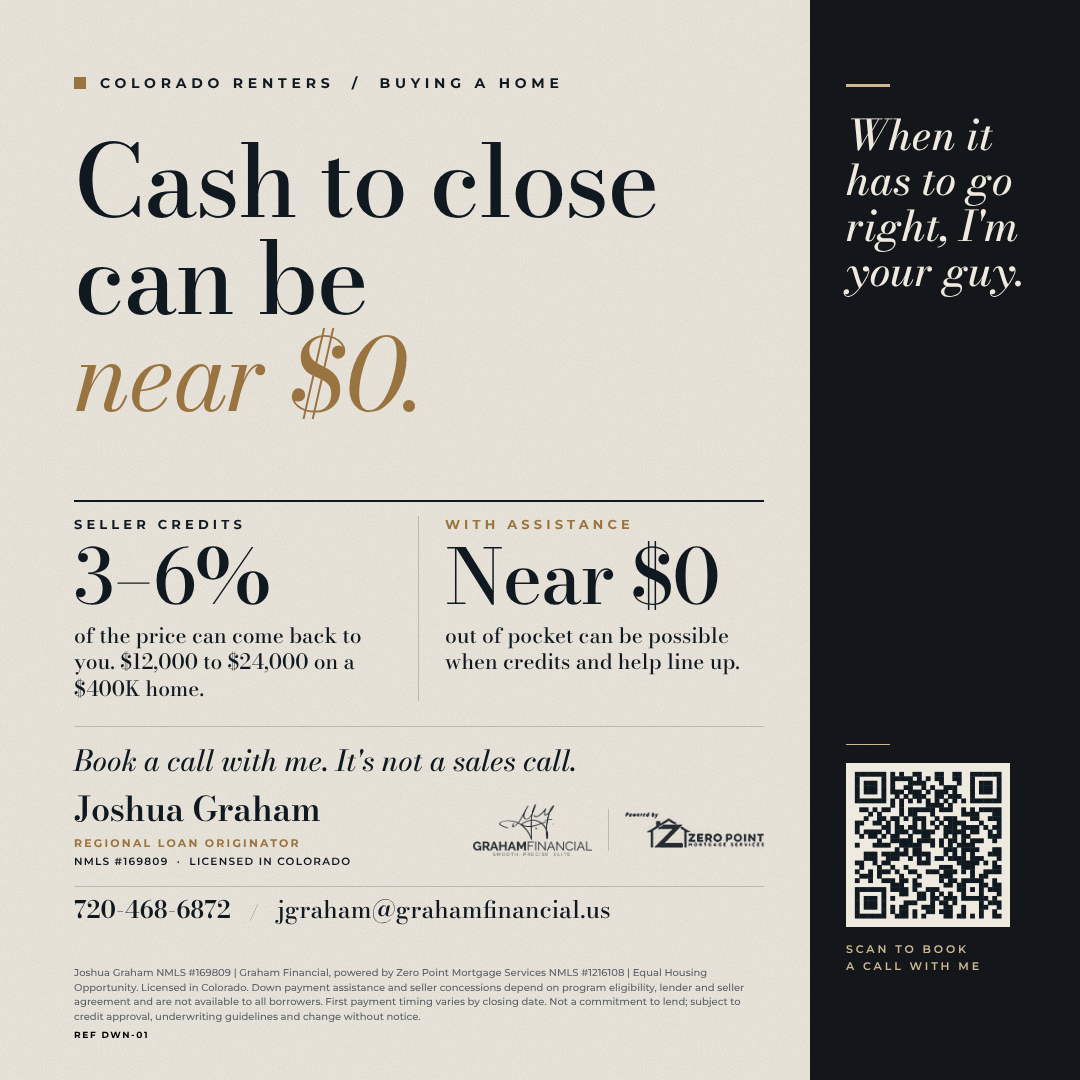 COLORADO RENTERS / BUYING A HOME
Cash to close
can be
near $0.
SELLER CREDITS
3–6%
of the price can come back to
you. $12,000 to $24,000 on a
$400K home.
WITH ASSISTANCE
Near $0
out of pocket can be possible
when credits and help line up.
Book a call with me. It's not a sales call.
Joshua Graham
REGIONAL LOAN ORIGINATOR
NMLS #169809 · LICENSED IN COLORADO
GRAHAMFINANCIAL
SMOOTH. PRECISE. ELITE.
Powered by
ZERO POINT
MORTGAGE SERVICES
720-468-6872 / jgraham@grahamfinancial.us
Joshua Graham NMLS #169809 | Graham Financial, powered by Zero Point Mortgage Services NMLS #1216108 | Equal Housing
Opportunity. Licensed in Colorado. Down payment assistance and seller concessions depend on program eligibility, lender and seller
agreement and are not available to all borrowers. First payment timing varies by closing date. Not a commitment to lend; subject to
credit approval, underwriting guidelines and change without notice.
REF DWN-01
When it
has to go
right, I'm
your guy.
SCAN TO BOOK
A CALL WITH ME